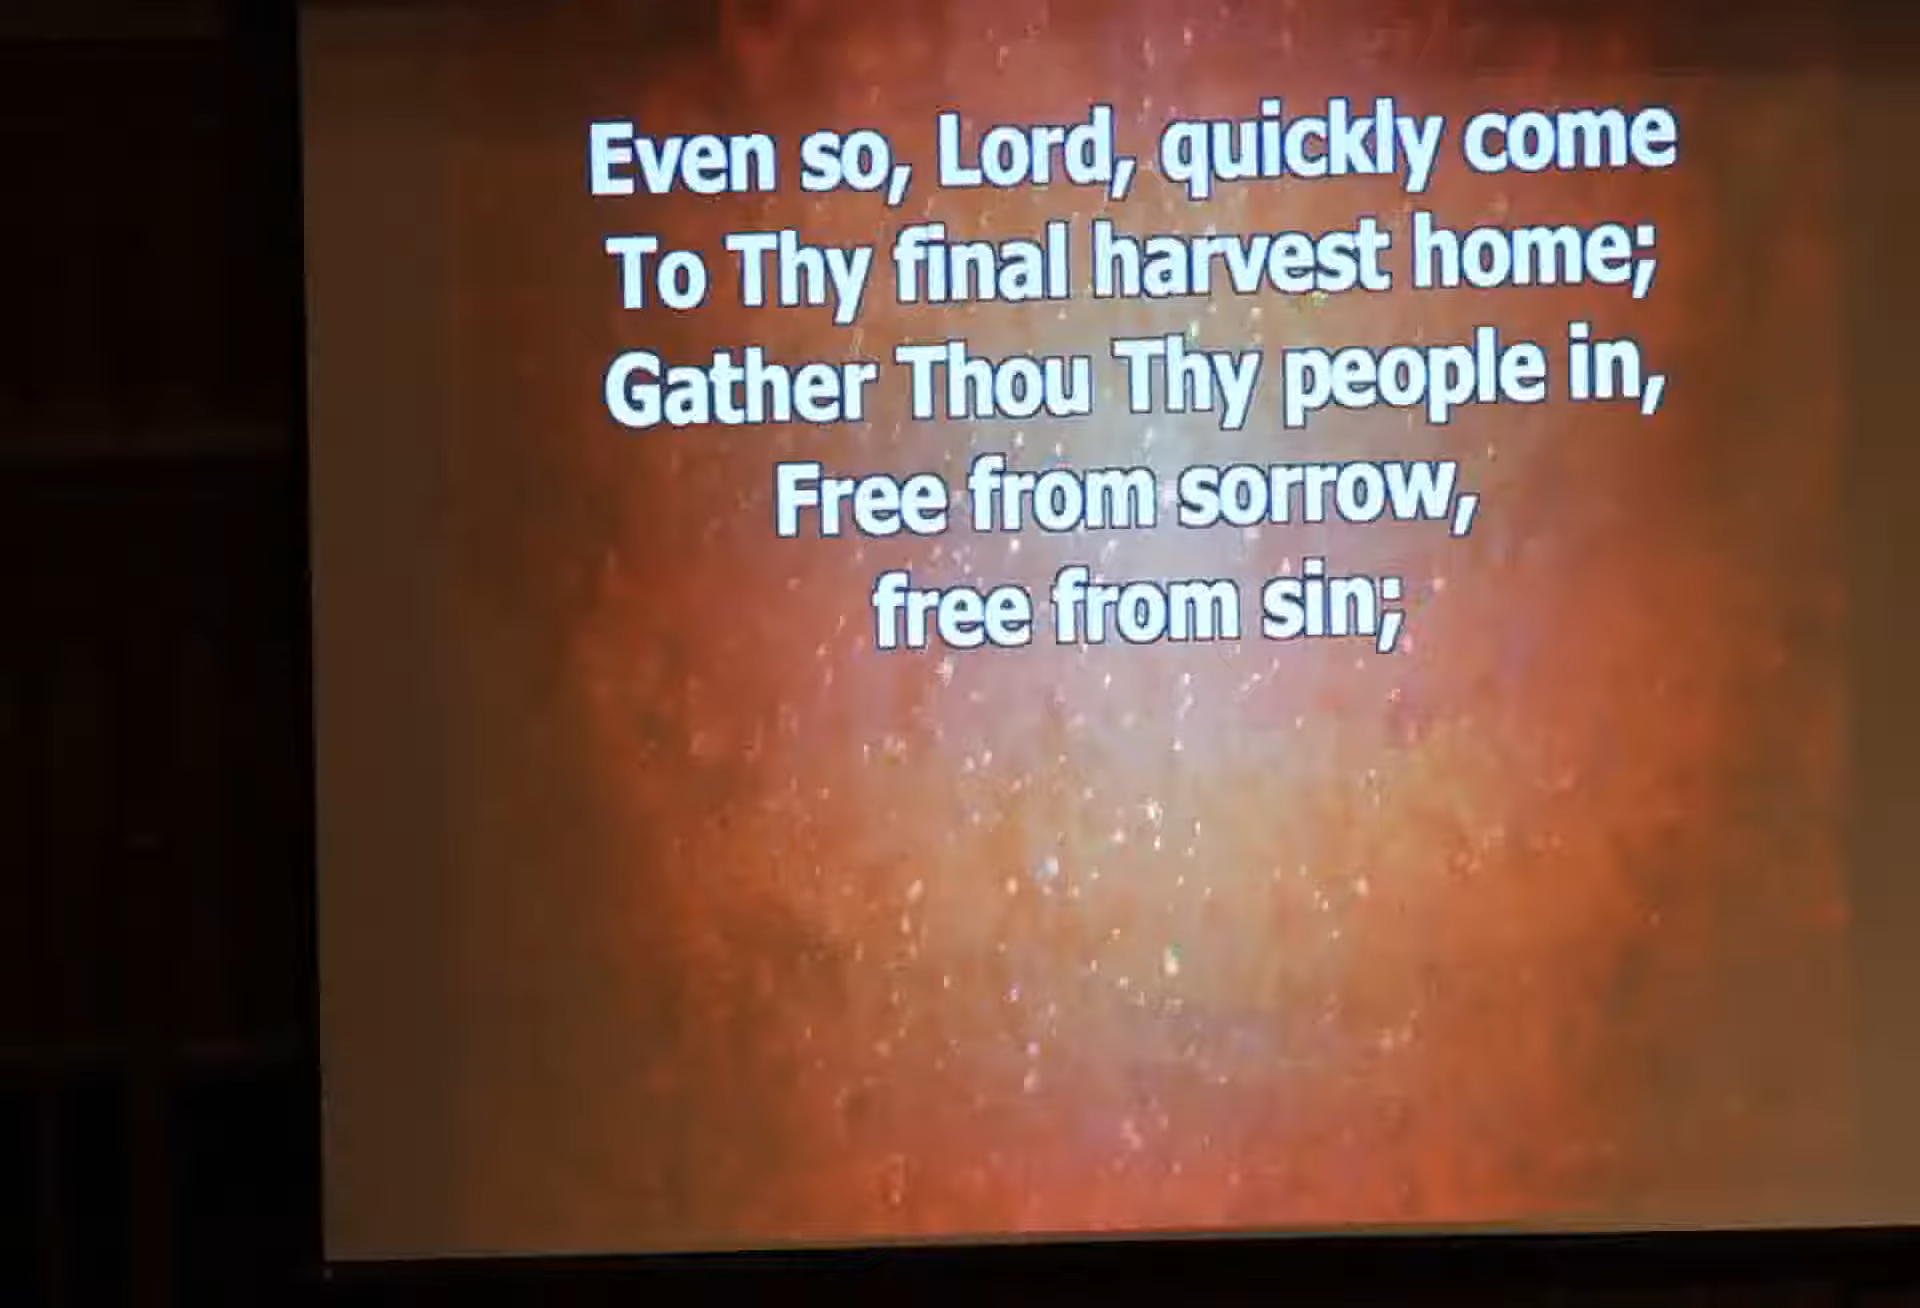 Even so, Lord, quickly come
To Thy final harvest home;
Gather Thou Thy people in,
Free from sorrow,
free from sin;